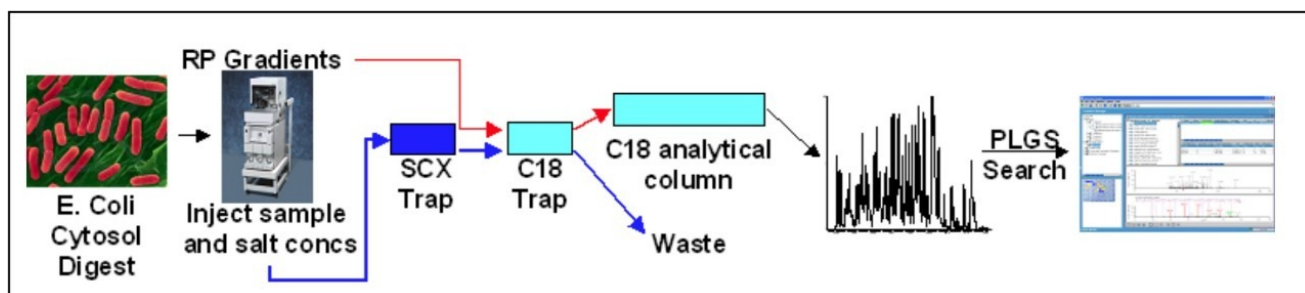 RP Gradients
E. Coli
Cytosol
Digest
Inject sample
and salt concs
SCX
Trap
C18
Trap
C18 analytical
column
Waste
PLGS
Search